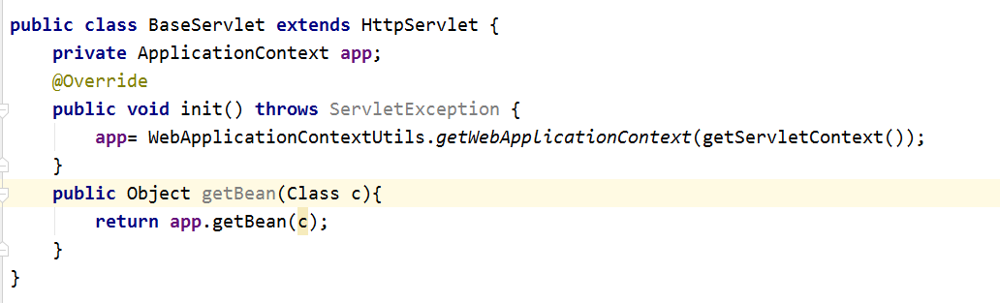 public class BaseServlet extends HttpServlet {
    private ApplicationContext app;
    @Override
    public void init() throws ServletException {
        app= WebApplicationContextUtils.getWebApplicationContext(getServletContext());
    }
    public Object getBean(Class c){
        return app.getBean(c);
    }
}